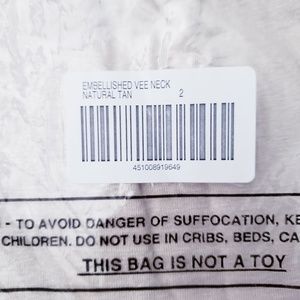 EMBELLISHED VEE NECK
NATURAL TAN 2
451008919649
- TO AVOID DANGER OF SUFFOCATION, KE
CHILDREN. DO NOT USE IN CRIBS, BEDS, CA
THIS BAG IS NOT A TOY